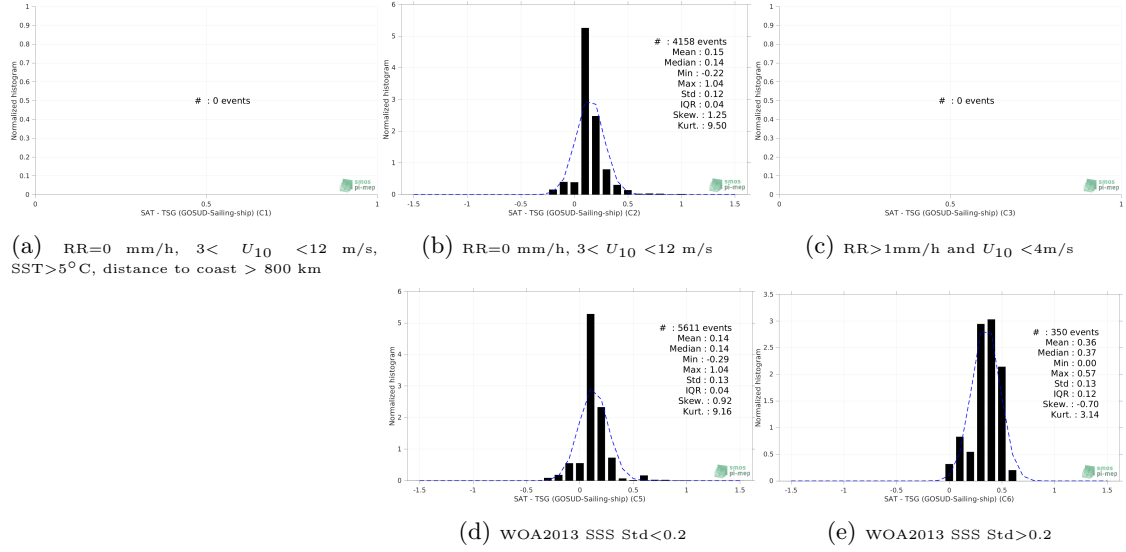 1
0.9
0.8
0.7
0.6
0.5
0.4
0.3
0.2
0.1
0
Normalized histogram
# : 0 events
smos
pi-mep
0 0.5 1
SAT - TSG (GOSUD-Sailing-ship) (C1)
(a) RR=0 mm/h, 3< U10 <12 m/s,
SST>5°C, distance to coast > 800 km
6
5
4
3
2
1
0
Normalized histogram
# : 4158 events
Mean : 0.15
Median : 0.14
Min : -0.22
Max : 1.04
Std : 0.12
IQR : 0.04
Skew. : 1.25
Kurt. : 9.50
smos
pi-mep
-1.5 -1 -0.5 0 0.5 1 1.5
SAT - TSG (GOSUD-Sailing-ship) (C2)
(b) RR=0 mm/h, 3< U10 <12 m/s
1
0.9
0.8
0.7
0.6
0.5
0.4
0.3
0.2
0.1
0
Normalized histogram
# : 0 events
smos
pi-mep
0 0.5 1
SAT - TSG (GOSUD-Sailing-ship) (C3)
(c) RR>1mm/h and U10 <4m/s
6
5
4
3
2
1
0
Normalized histogram
# : 5611 events
Mean : 0.14
Median : 0.14
Min : -0.29
Max : 1.04
Std : 0.13
IQR : 0.04
Skew. : 0.92
Kurt. : 9.16
smos
pi-mep
-1.5 -1 -0.5 0 0.5 1 1.5
SAT - TSG (GOSUD-Sailing-ship) (C5)
(d) WOA2013 SSS Std<0.2
3.5
3
2.5
2
1.5
1
0.5
0
Normalized histogram
# : 350 events
Mean : 0.36
Median : 0.37
Min : 0.00
Max : 0.57
Std : 0.13
IQR : 0.12
Skew. : -0.70
Kurt. : 3.14
smos
pi-mep
-1.5 -1 -0.5 0 0.5 1 1.5
SAT - TSG (GOSUD-Sailing-ship) (C6)
(e) WOA2013 SSS Std>0.2